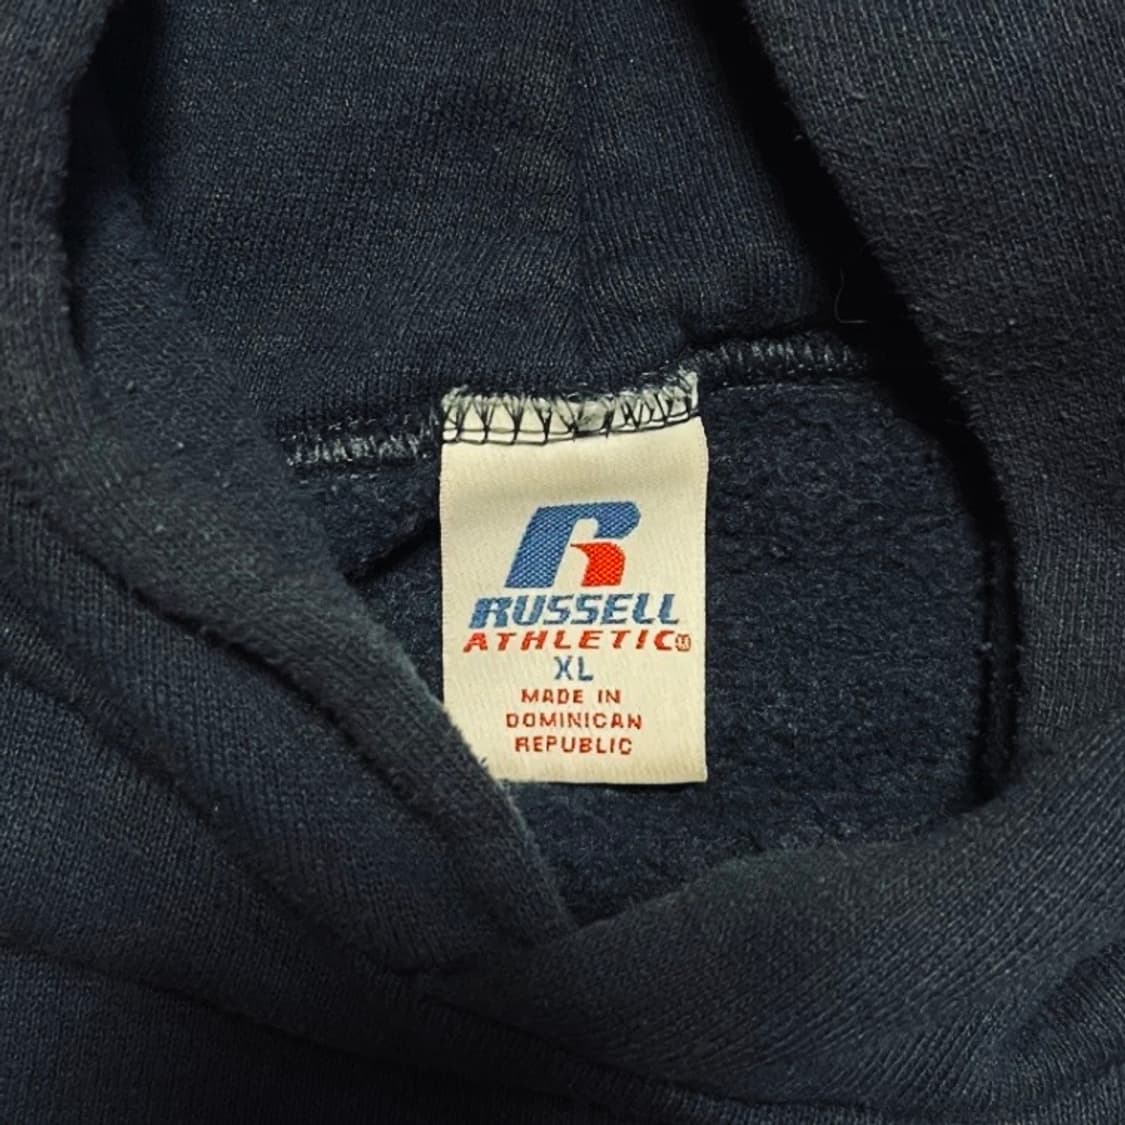 R
RUSSELL
ATHLETIC
XL
MADE IN
DOMINICAN
REPUBLIC